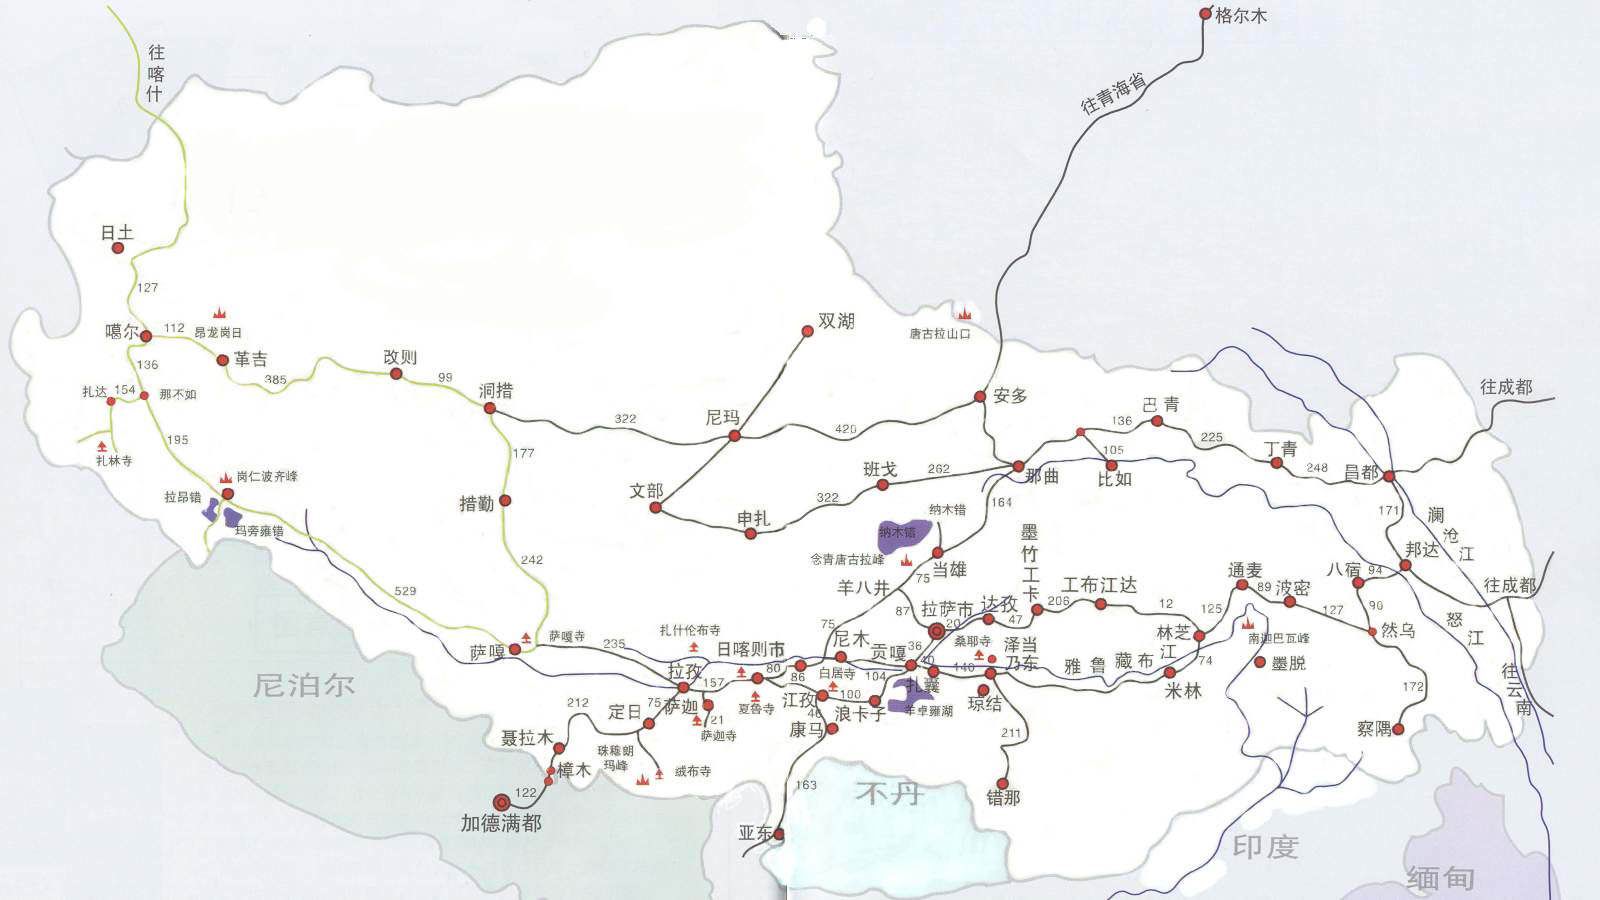 格尔木
往喀什
往青海省
日土
127
噶尔
112
昂龙岗日
革吉
136
扎达
154
那不如
385
改则
99
洞措
双湖
唐古拉山口
安多
往成都
195
扎林寺
322
尼玛
420
巴青
136
225
丁青
248
昌都
105
比如
那曲
262
班戈
322
申扎
文部
177
措勤
岗仁波齐峰
拉昂错
玛旁雍错
164
纳木错
纳木错
当雄
念青唐古拉峰
75
羊八井
墨竹工卡
171
澜沧江
邦达
往成都
242
529
87
拉萨市
达孜
20
47
206
工布江达
12
通麦
89
波密
八宿
94
90
127
125
林芝
然乌
怒江
萨嘎
萨嘎寺
235
扎什伦布寺
日喀则市
75
尼木
贡嘎
36
桑耶寺
泽当
乃东
雅鲁藏布江
74
米林
南迦巴瓦峰
墨脱
往云南
尼泊尔
拉孜
157
80
86
白居寺
104
40
140
扎囊
萨迦
夏鲁寺
江孜
100
浪卡子
羊卓雍湖
琼结
172
212
定日
75
21
萨迦寺
46
康马
211
察隅
聂拉木
珠穆朗
玛峰
绒布寺
樟木
122
加德满都
163
不丹
错那
亚东
印度
缅甸